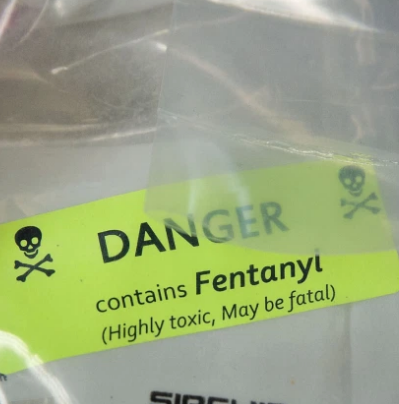 DANGER
contains Fentanyl
(Highly toxic, May be fatal)